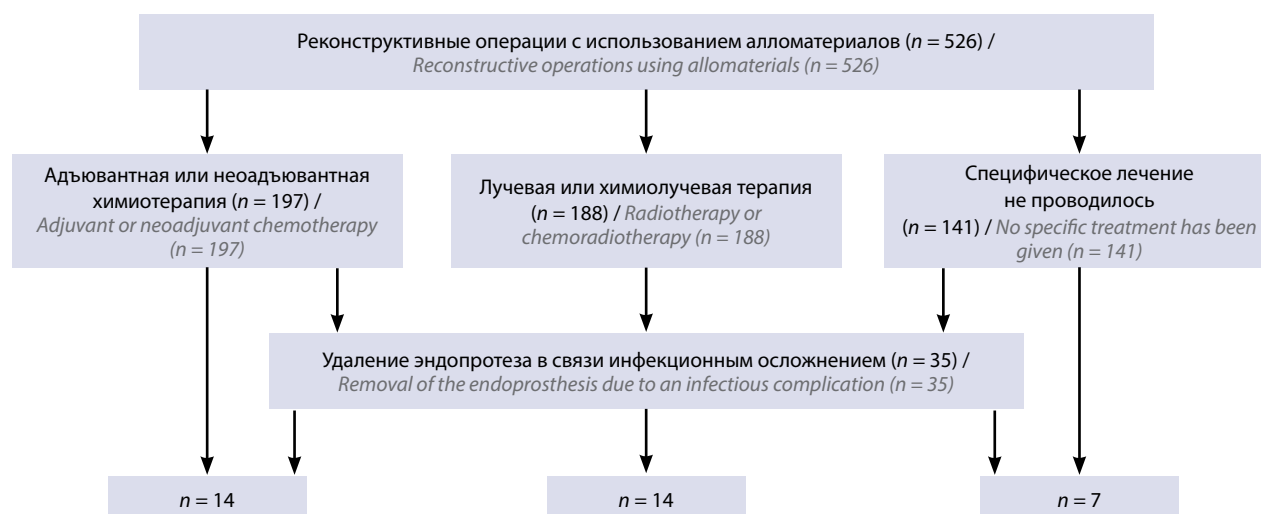 Реконструктивные операции с использованием алломатериалов (n = 526) /
Reconstructive operations using allomaterials (n = 526)
Адъювантная или неоадъювантная
химиотерапия (n = 197) /
Adjuvant or neoadjuvant chemotherapy
(n = 197)
Лучевая или химиолучевая терапия
(n = 188) / Radiotherapy or
chemoradiotherapy (n = 188)
Специфическое лечение
не проводилось
(n = 141) / No specific treatment has been
given (n = 141)
Удаление эндопротеза в связи инфекционным осложнением (n = 35) /
Removal of the endoprosthesis due to an infectious complication (n = 35)
n = 14
n = 14
n = 7